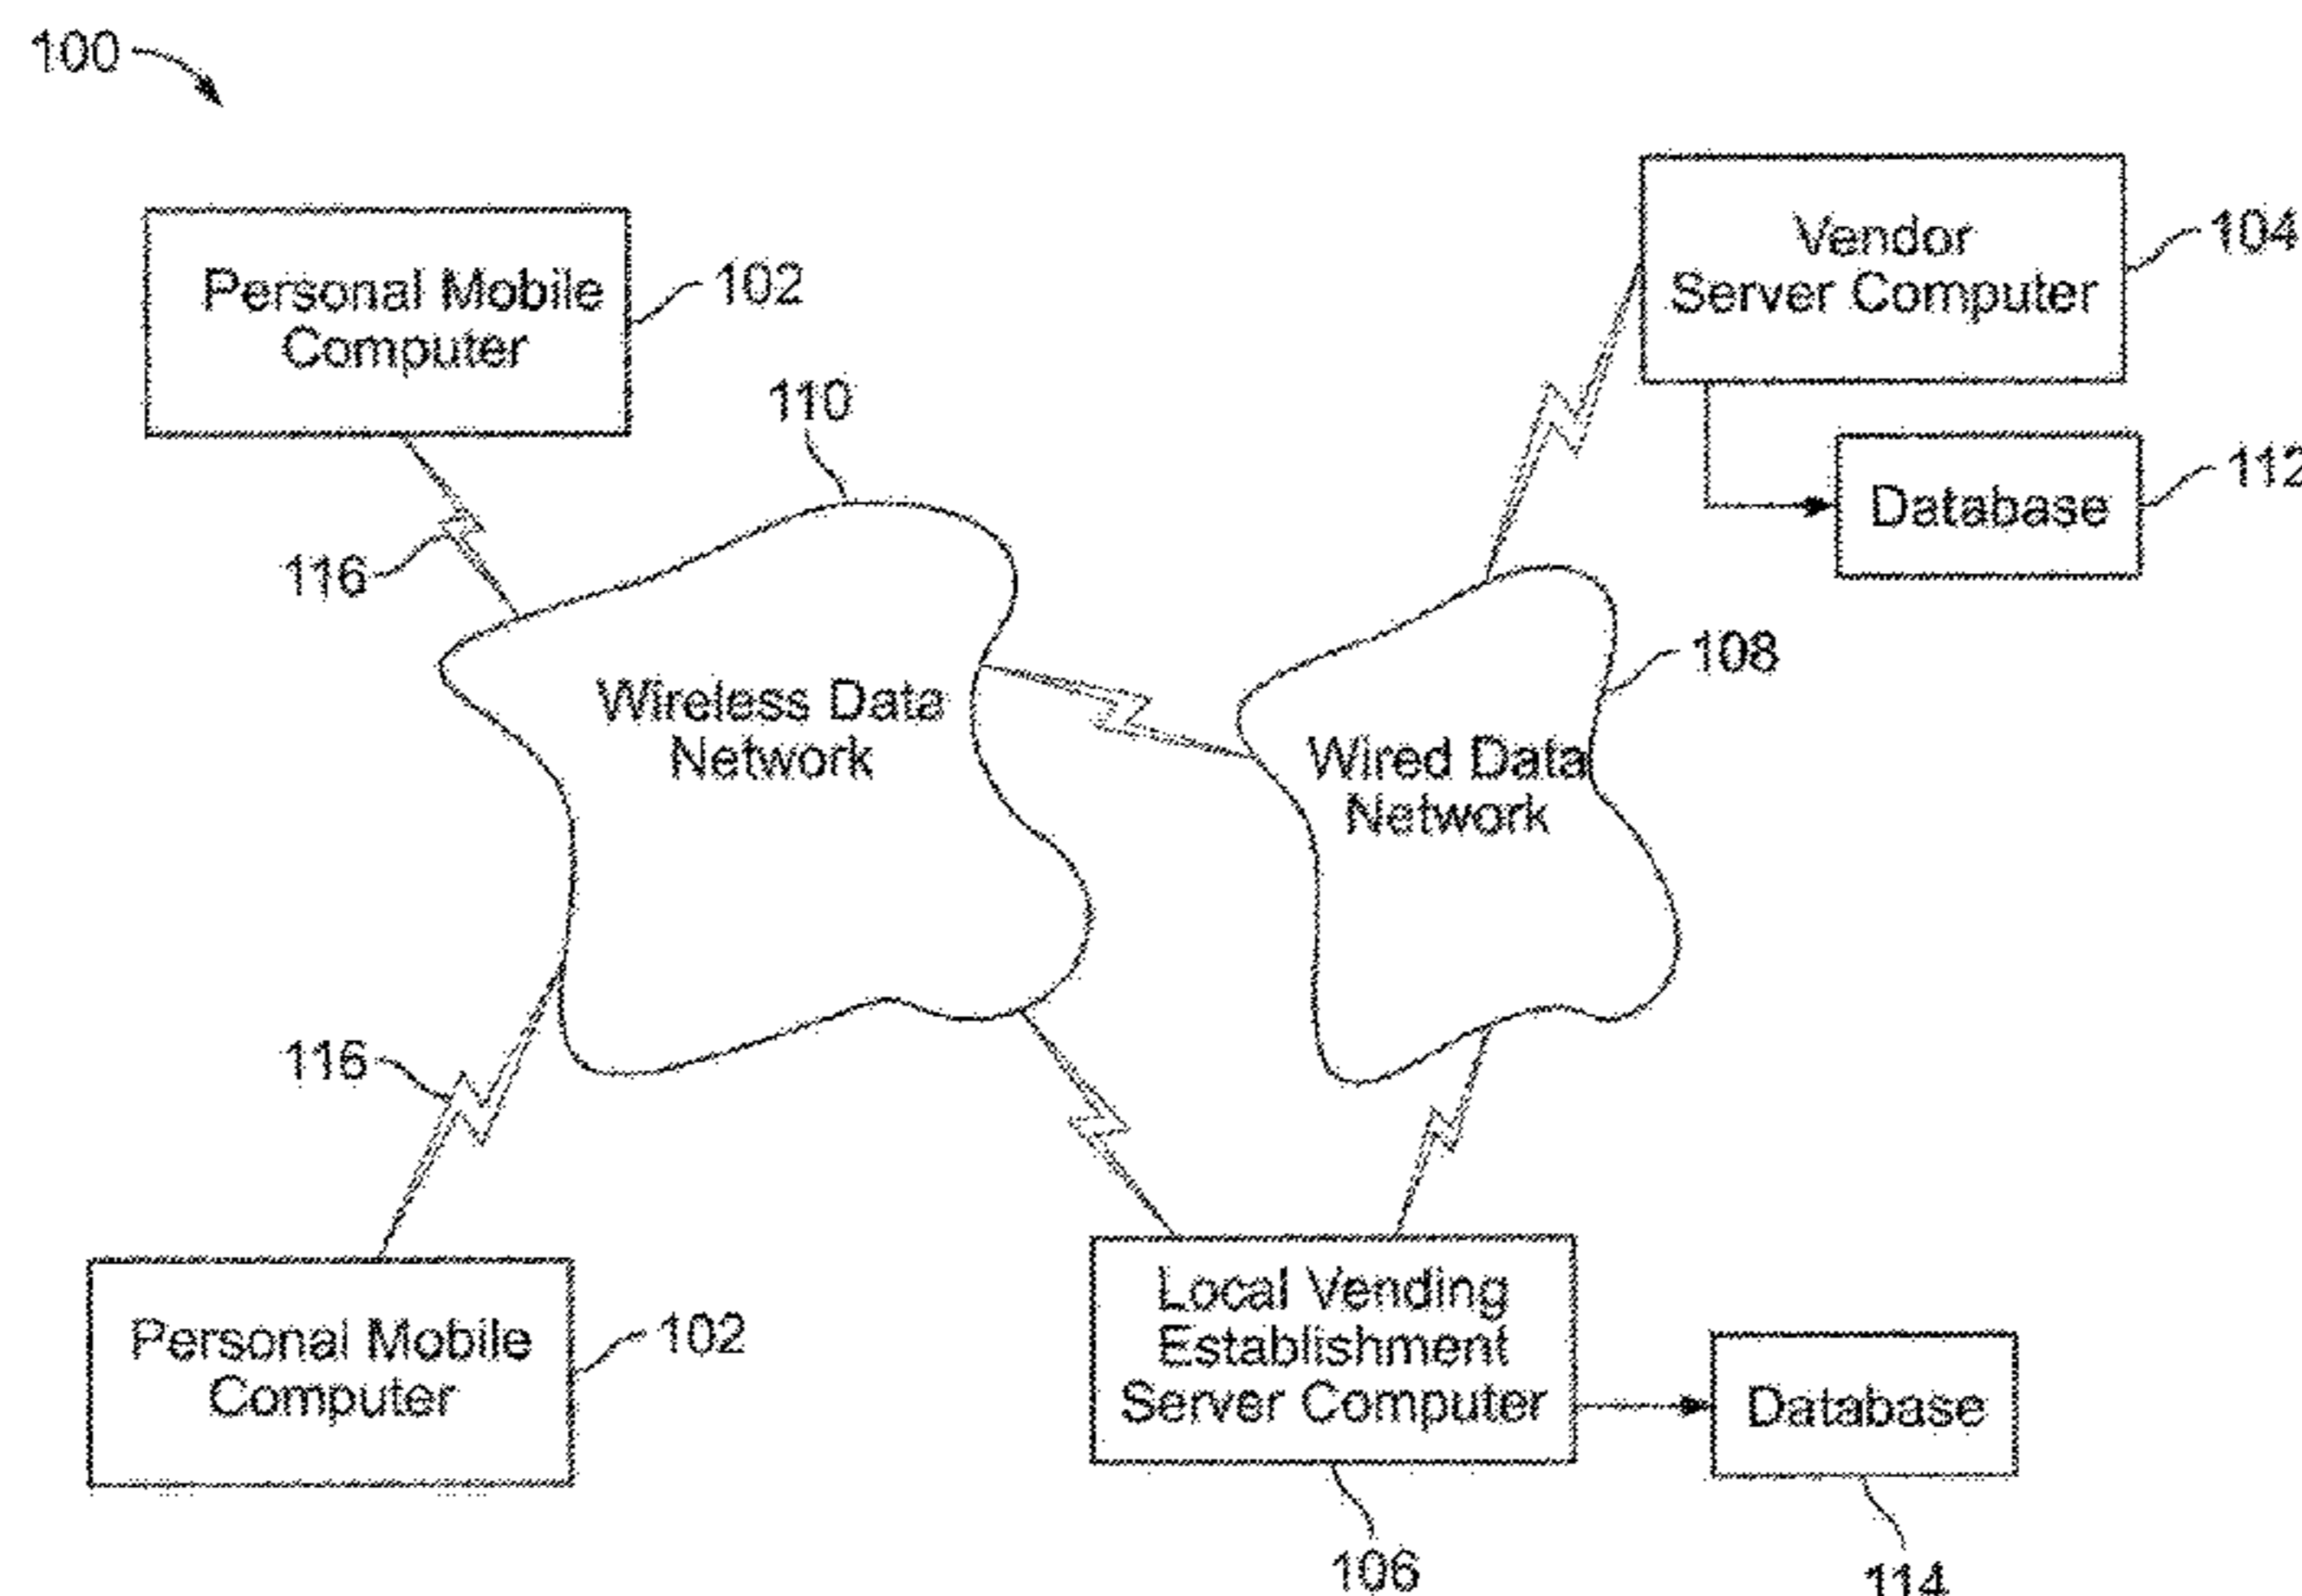 100
Personal Mobile
Computer
102
Vendor
Server Computer
104
110
Database
112
116
Wireless Data
Network
108
Wired Data
Network
116
Personal Mobile
Computer
102
Local Vending
Establishment
Server Computer
Database
106
114